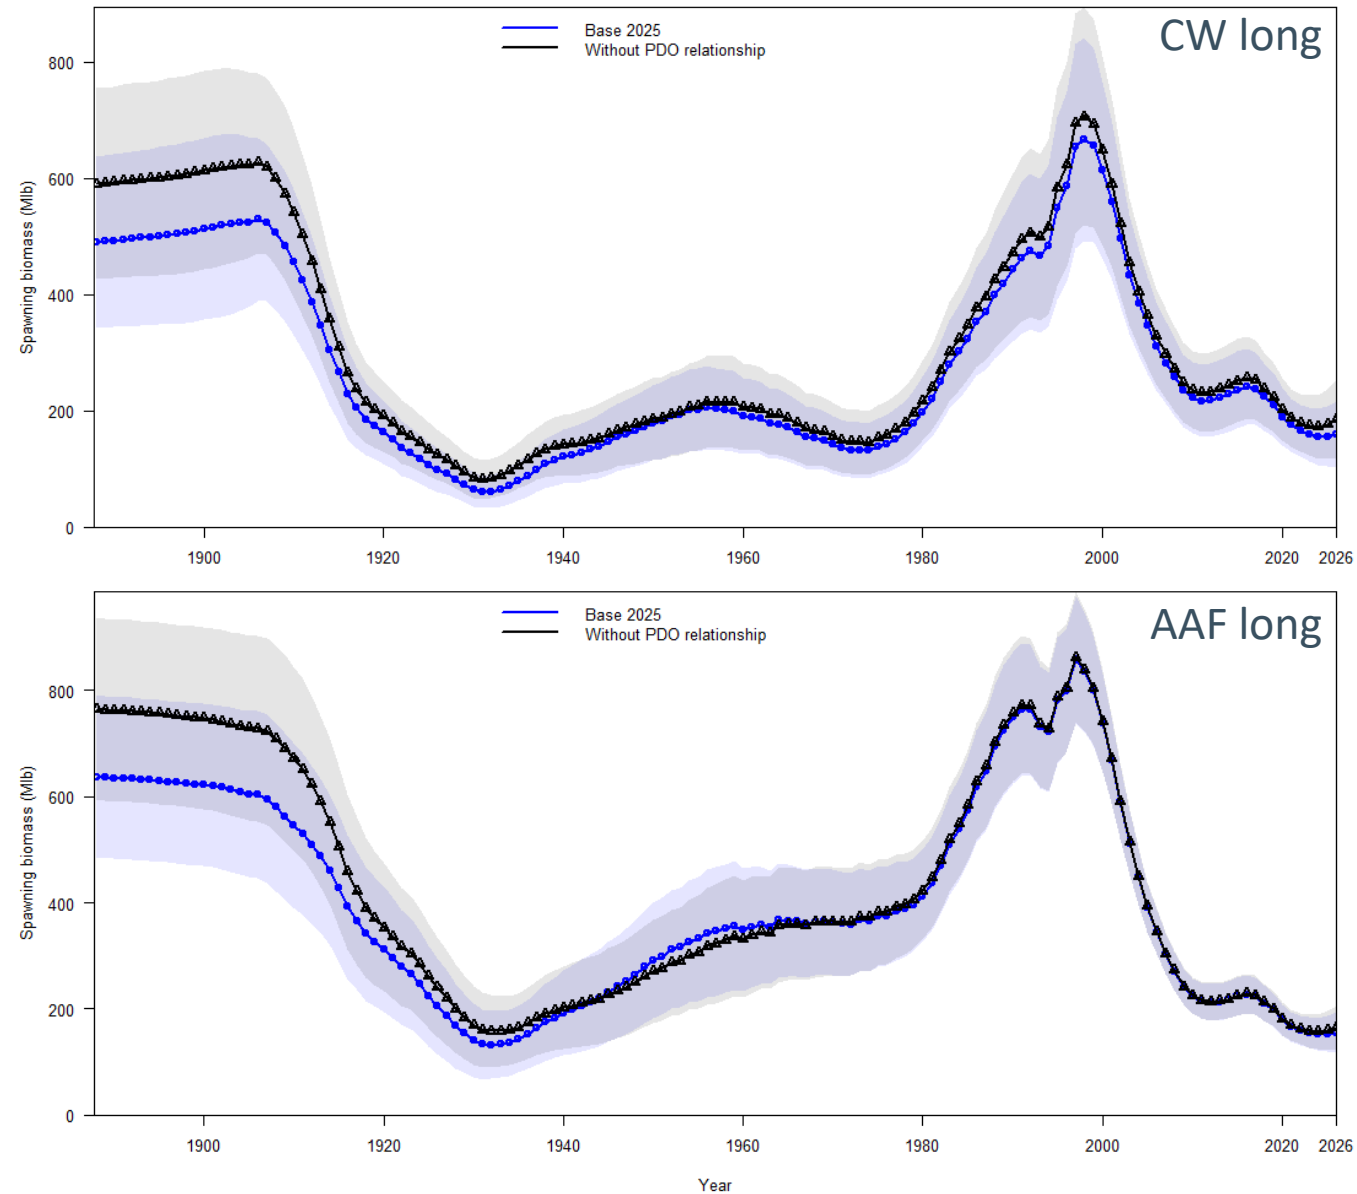 CW long
Base 2025
Without PDO relationship
Spawning biomass (Mlb)
800
600
400
200
0
1900 1920 1940 1960 1980 2000 2020 2026
AAF long
Base 2025
Without PDO relationship
Spawning biomass (Mlb)
800
600
400
200
0
1900 1920 1940 1960 1980 2000 2020 2026
Year